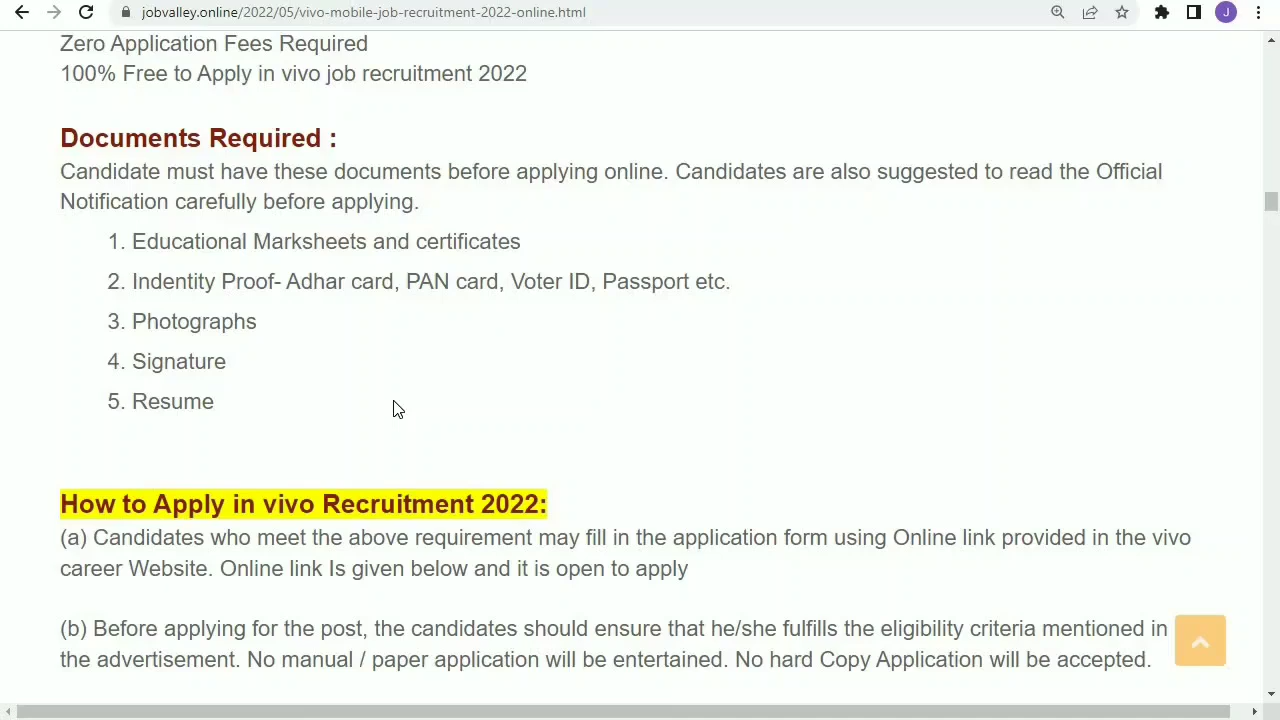 jobvalley.online/2022/05/vivo-mobile-job-recruitment-2022-online.html
J
Zero Application Fees Required
100% Free to Apply in vivo job recruitment 2022
Documents Required :
Candidate must have these documents before applying online. Candidates are also suggested to read the Official
Notification carefully before applying.
1. Educational Marksheets and certificates
2. Indentity Proof- Adhar card, PAN card, Voter ID, Passport etc.
3. Photographs
4. Signature
5. Resume
How to Apply in vivo Recruitment 2022:
(a) Candidates who meet the above requirement may fill in the application form using Online link provided in the vivo
career Website. Online link Is given below and it is open to apply
(b) Before applying for the post, the candidates should ensure that he/she fulfills the eligibility criteria mentioned in
the advertisement. No manual / paper application will be entertained. No hard Copy Application will be accepted.